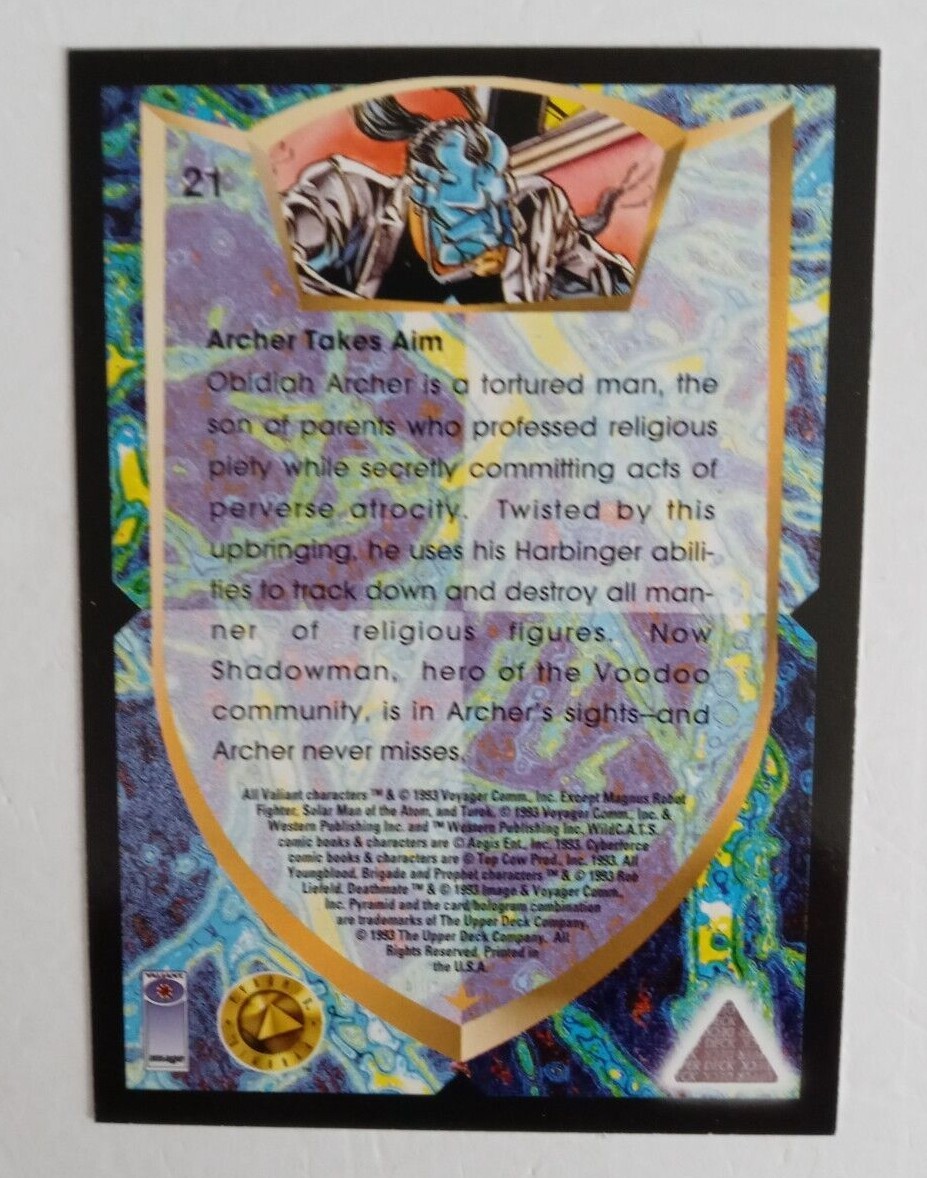 21
Archer Takes Aim
Obidiah Archer is a tortured man, the
son of parents who professed religious
piety while secretly committing acts of
perverse atrocity. Twisted by this
upbringing, he uses his Harbinger abili-
ties to track down and destroy all man-
ner of religious figures. Now
Shadowman, hero of the Voodoo
community, is in Archer's sights—and
Archer never misses.
All Valiant characters ™ & © 1993 Voyager Comm., Inc. Except Magnus Robot
Fighter, Solar Man of the Atom, and Turok, © 1993 Voyager Comm., Inc. &
Western Publishing Inc. and ™ Western Publishing Inc. WildC.A.T.S.
comic books & characters are © Aegis Ent., Inc. 1993. Cyberforce
comic books & characters are © Top Cow Prod., Inc. 1993. All
Youngblood, Brigade and Prophet characters ™ & © 1993 Rob
Liefeld. Deathmate ™ & © 1993 Image & Voyager Comm.,
Inc. Pyramid and the card/hologram combination
are trademarks of The Upper Deck Company.
© 1993 The Upper Deck Company. All
Rights Reserved. Printed in
the U.S.A.
VALIANT
image